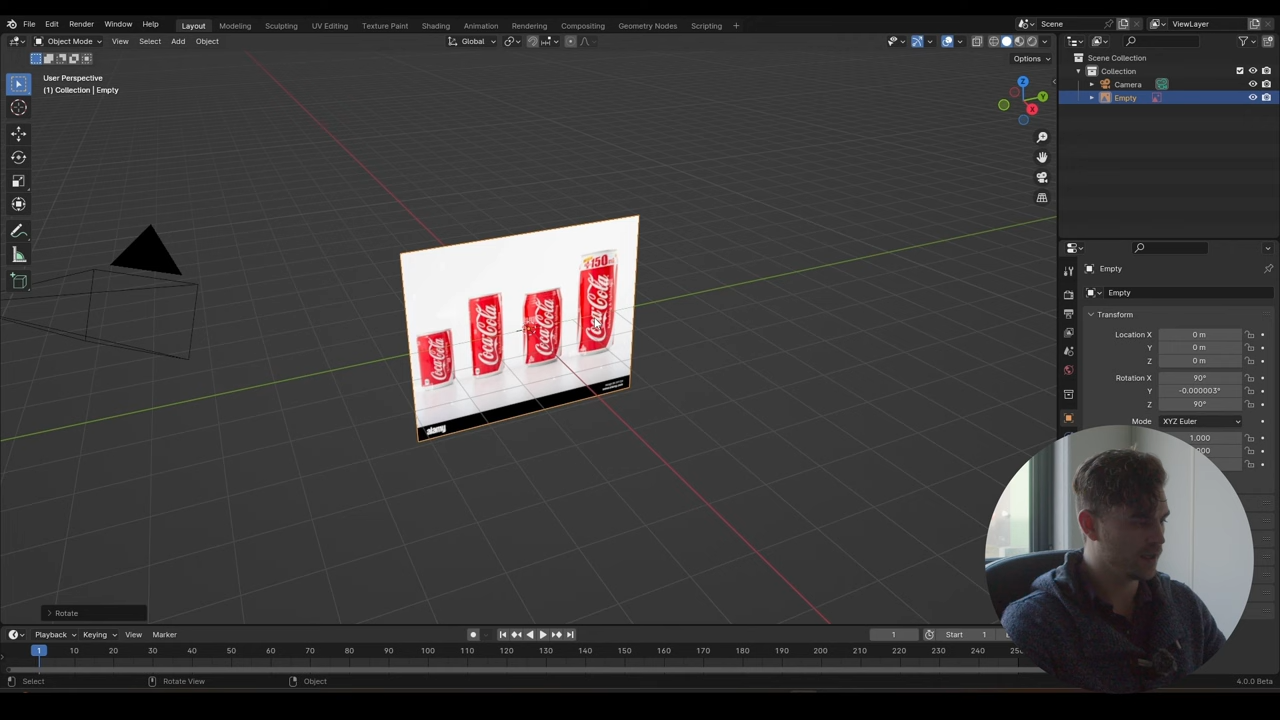 File Edit Render Window Help
Layout Modeling Sculpting UV Editing Texture Paint Shading Animation Rendering Compositing Geometry Nodes Scripting +
Scene ViewLayer
Object Mode View Select Add Object Global
Options
User Perspective
(1) Collection | Empty
Z
Y
X
Scene Collection
Collection
Camera
Empty
Empty
Empty
Transform
Location X 0 m
Y 0 m
Z 0 m
Rotation X 90°
Y -0.000003°
Z 90°
Mode XYZ Euler
1.000
.000
150ml
Coca-Cola
Coca-Cola
Coca-Cola
Coca-Cola
alamy
Rotate
Playback Keying View Marker
1 Start 1
1 10 20 30 40 50 60 70 80 90 100 110 120 130 140 150 160 170 180 190 200 210 220 230 240 250
Select Rotate View Object
4.0.0 Beta